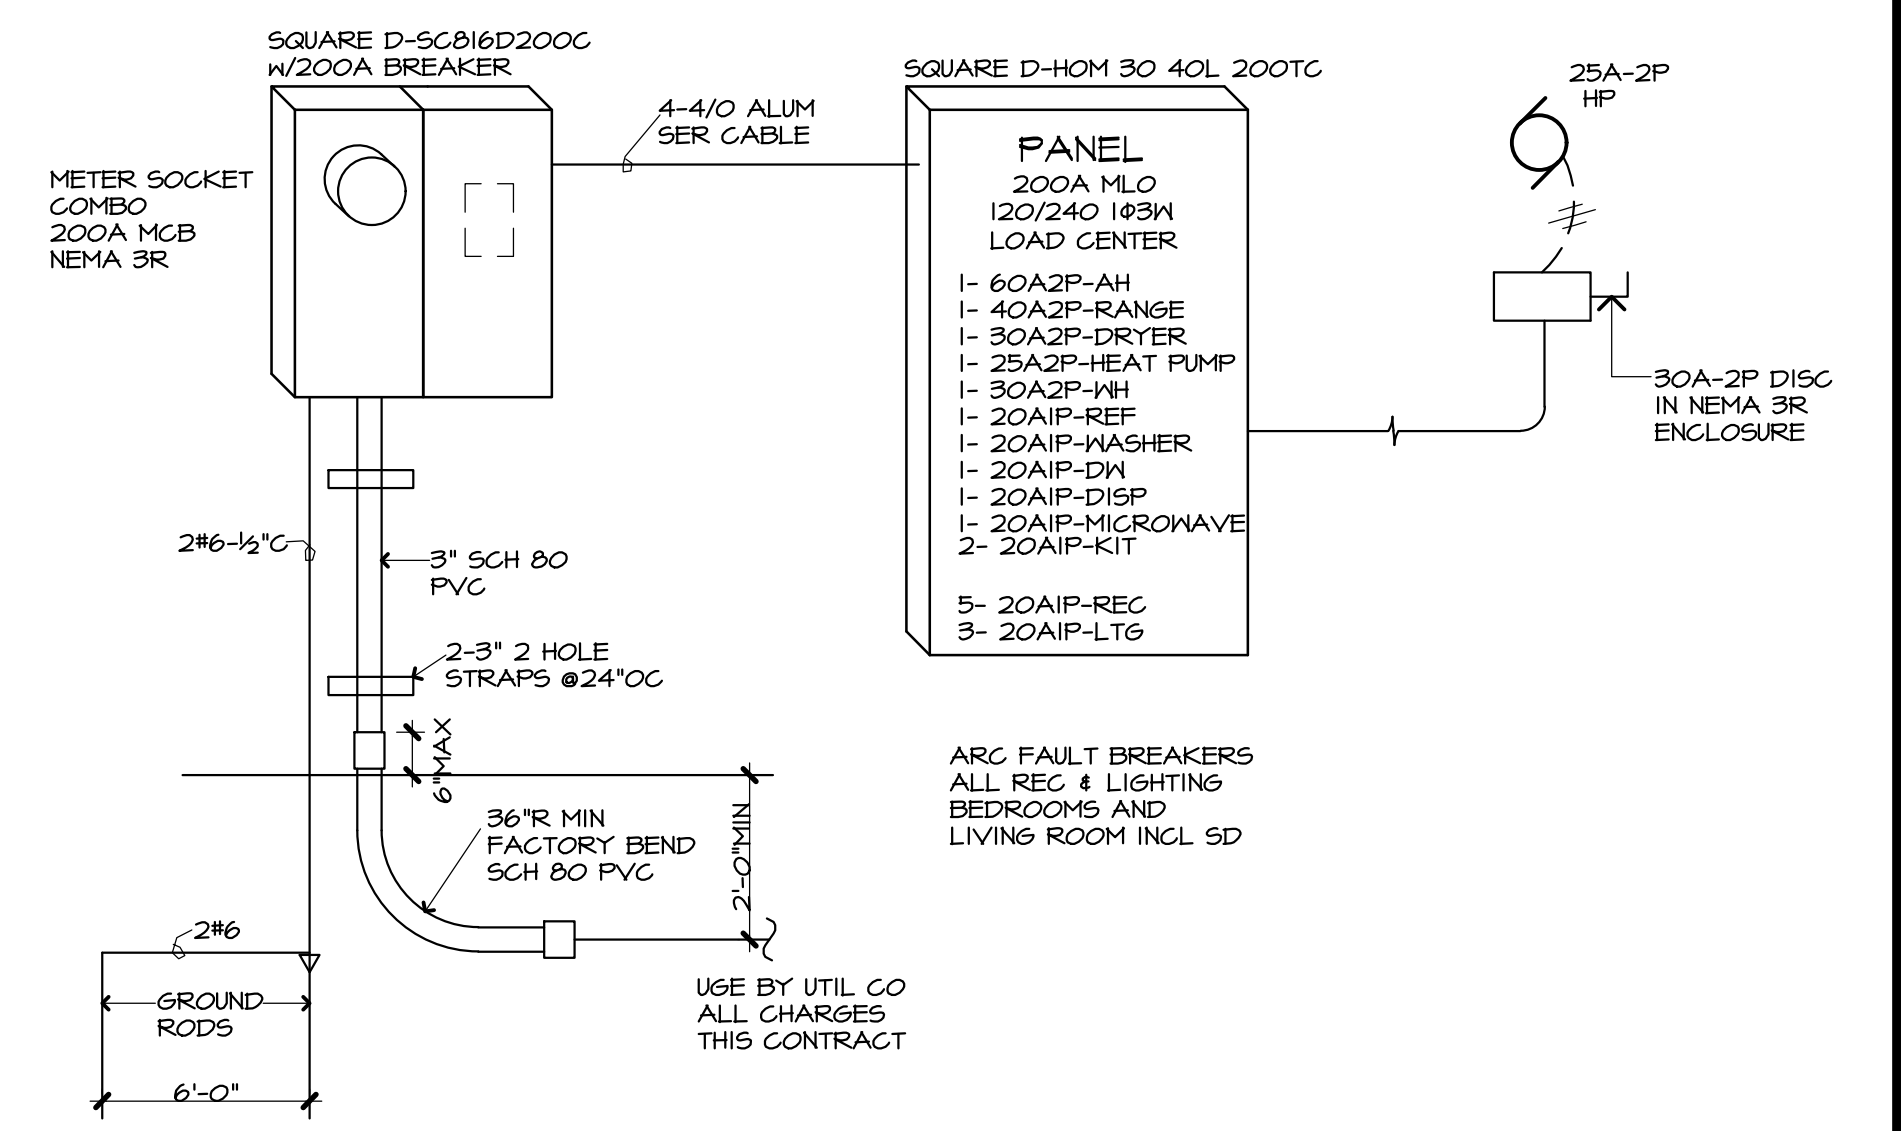 SQUARE D-SC816D200C
W/200A BREAKER
METER SOCKET
COMBO
200A MCB
NEMA 3R
4-4/0 ALUM
SER CABLE
SQUARE D-HOM 30 40L 200TC
PANEL
200A MLO
120/240 1Φ3W
LOAD CENTER
1- 60A2P-AH
1- 40A2P-RANGE
1- 30A2P-DRYER
1- 25A2P-HEAT PUMP
1- 30A2P-WH
1- 20A1P-REF
1- 20A1P-WASHER
1- 20A1P-DW
1- 20A1P-DISP
1- 20A1P-MICROWAVE
2- 20A1P-KIT
5- 20A1P-REC
3- 20A1P-LTG
25A-2P
HP
30A-2P DISC
IN NEMA 3R
ENCLOSURE
2#6-½"C
3" SCH 80
PVC
2-3" 2 HOLE
STRAPS @24"OC
6"MAX
36"R MIN
FACTORY BEND
SCH 80 PVC
2'-0"MIN
ARC FAULT BREAKERS
ALL REC & LIGHTING
BEDROOMS AND
LIVING ROOM INCL SD
2#6
GROUND
RODS
6'-0"
UGE BY UTIL CO
ALL CHARGES
THIS CONTRACT